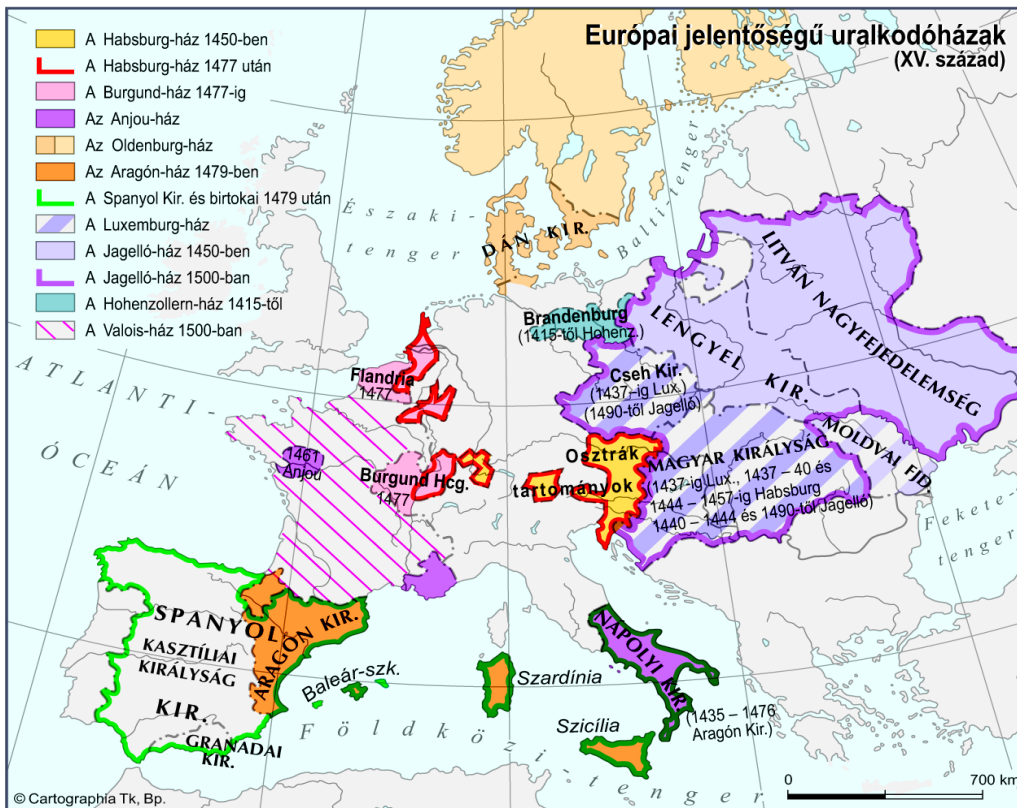 Európai jelentőségű uralkodóházak
(XV. század)
A Habsburg-ház 1450-ben
A Habsburg-ház 1477 után
A Burgund-ház 1477-ig
Az Anjou-ház
Az Oldenburg-ház
Az Aragón-ház 1479-ben
A Spanyol Kir. és birtokai 1479 után
A Luxemburg-ház
A Jagelló-ház 1450-ben
A Jagelló-ház 1500-ban
A Hohenzollern-ház 1415-től
A Valois-ház 1500-ban
Északi-
tenger
Balti-tenger
DÁN KIR.
LITVÁN NAGYFEJEDELEMSÉG
LENGYEL KIR.
Brandenburg
(1415-től Hohenz.)
Cseh Kir.
(1437-ig Lux.)
(1490-től Jagelló)
Flandria
1477
ATLANTI-
ÓCEÁN
1461
Anjou
Burgund Hcg.
1477
Osztrák
tartományok
MAGYAR KIRÁLYSÁG
(1437-ig Lux., 1437 – 40 és
1444 – 1457-ig Habsburg
1440 – 1444 és 1490-től Jagelló)
MOLDVAI FJD.
Fekete-
tenger
SPANYOL
KASZTÍLIAI
KIRÁLYSÁG
KIR.
ARAGÓN KIR.
GRANADAI
KIR.
Baleár-szk.
Szardínia
NÁPOLYI KIR.
(1435 – 1476
Aragón Kir.)
Szicília
Földközi-tenger
0 700 km
© Cartographia Tk, Bp.